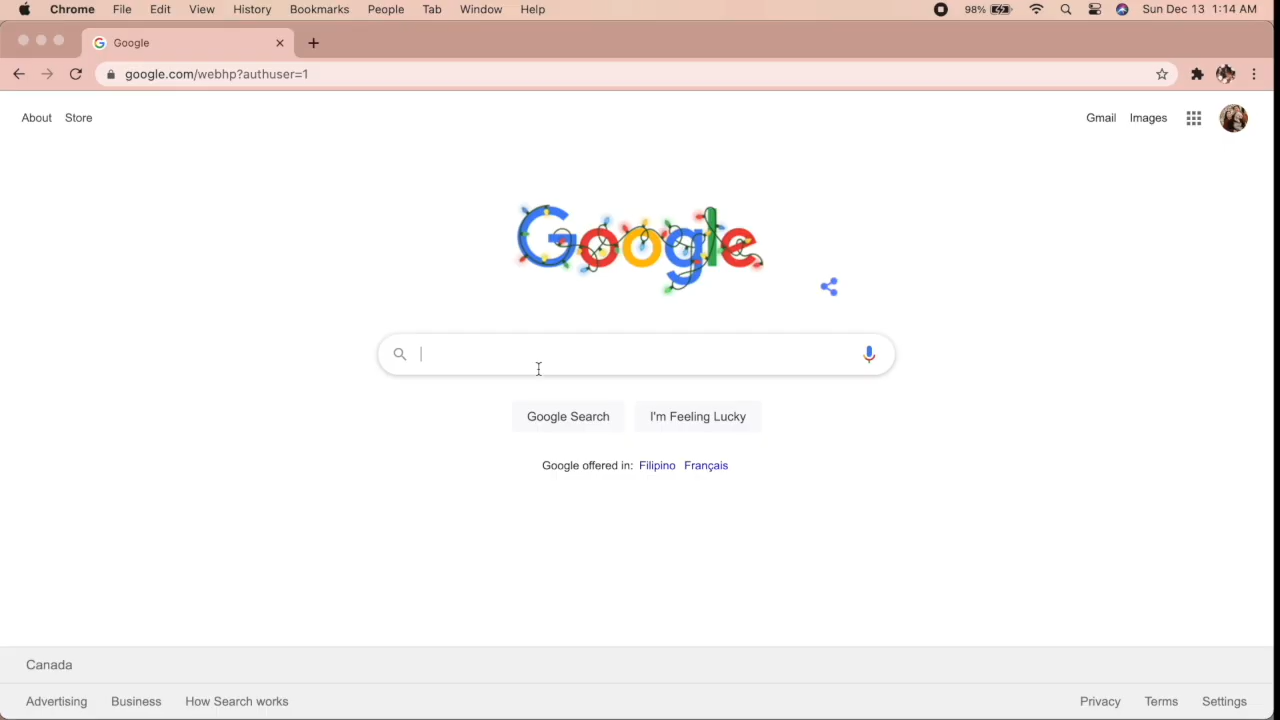 Chrome File Edit View History Bookmarks People Tab Window Help 98% Sun Dec 13 1:14 AM
Google
google.com/webhp?authuser=1
About Store Gmail Images
Google
Google Search I'm Feeling Lucky
Google offered in: Filipino Français
Canada
Advertising Business How Search works Privacy Terms Settings